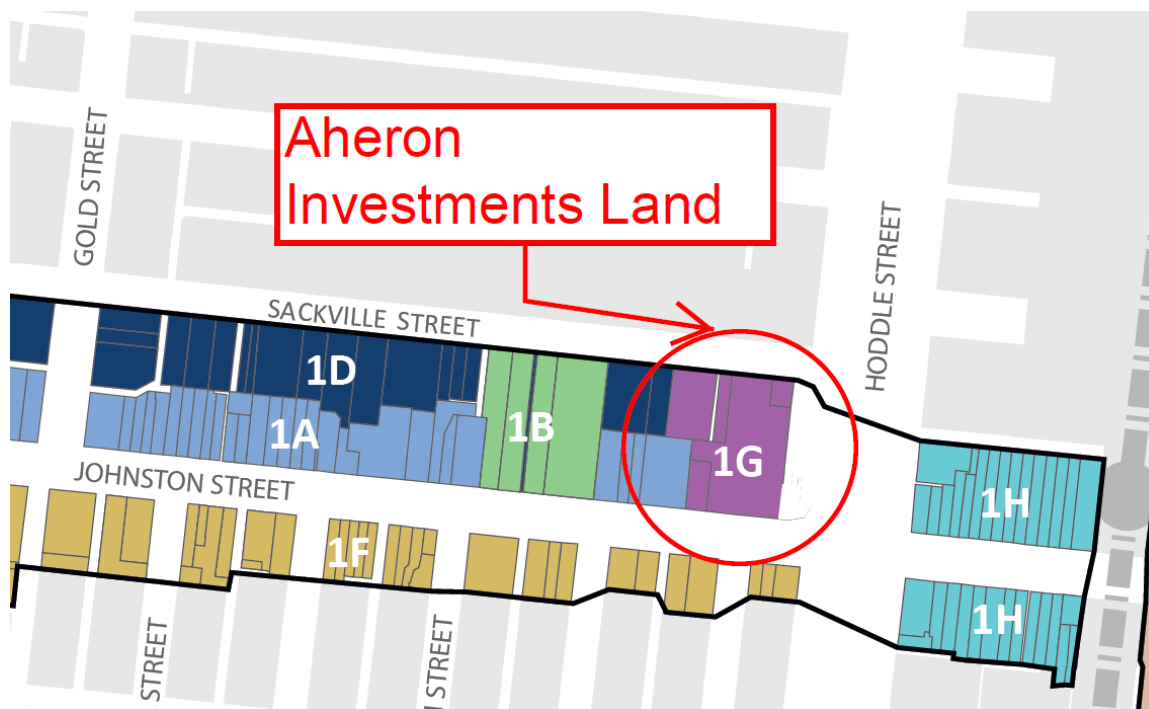 Aheron
Investments Land
GOLD STREET
HODDLE STREET
SACKVILLE STREET
1D
1A
1B
1G
JOHNSTON STREET
1F
1H
1H
STREET
STREET